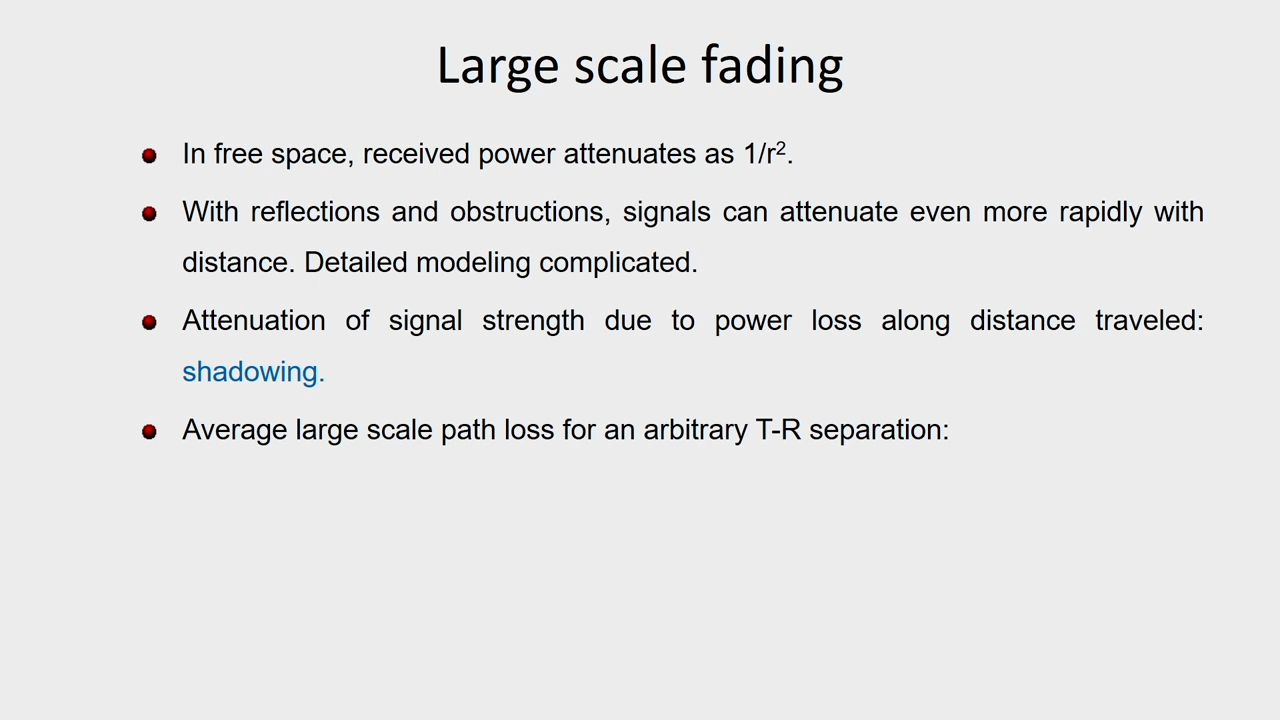 Large scale fading
In free space, received power attenuates as 1/r².
With reflections and obstructions, signals can attenuate even more rapidly with
distance. Detailed modeling complicated.
Attenuation of signal strength due to power loss along distance traveled:
shadowing.
Average large scale path loss for an arbitrary T-R separation: